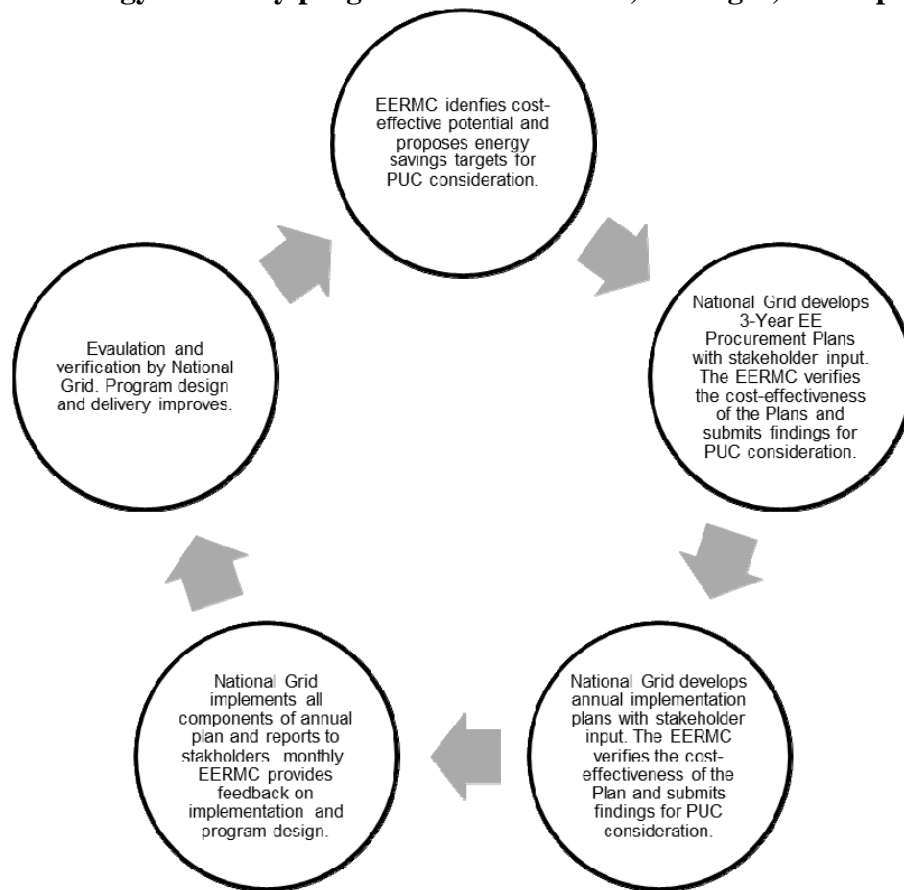 EERMC idenfies cost-
effective potential and
proposes energy
savings targets for
PUC consideration.
National Grid develops
3-Year EE
Procurement Plans
with stakeholder input.
The EERMC verifies
the cost-effectiveness
of the Plans and
submits findings for
PUC consideration.
National Grid develops
annual implementation
plans with stakeholder
input. The EERMC
verifies the cost-
effectiveness of the
Plan and submits
findings for PUC
consideration.
National Grid
implements all
components of annual
plan and reports to
stakholders monthly
EERMC provides
feedback on
implementation and
program design.
Evaulation and
verification by National
Grid. Program design
and delivery improves.